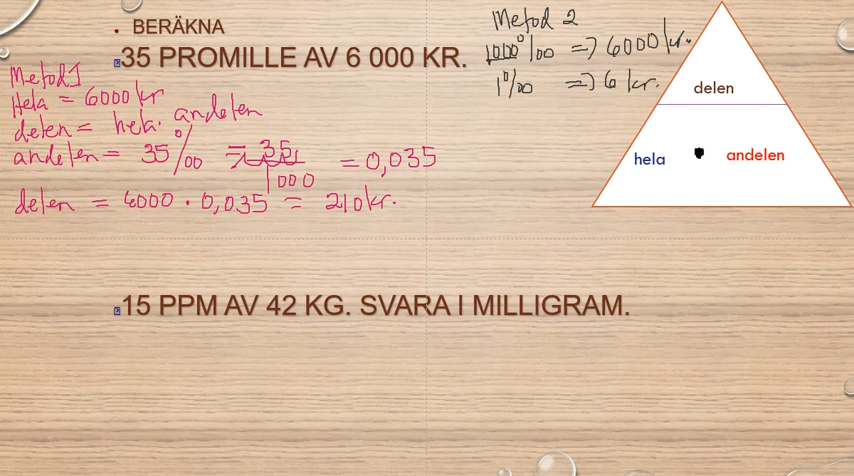 • BERÄKNA
35 PROMILLE AV 6 000 KR.
Metod 1
Hela = 6000 kr
delen = hela · andelen
andelen = 35 ‰ = 35/1000 = 0,035
delen = 6000 · 0,035 = 210 kr.
Metod 2
1000 ‰ => 6000 kr.
1 ‰ => 6 kr.
delen
hela andelen
15 PPM AV 42 KG. SVARA I MILLIGRAM.